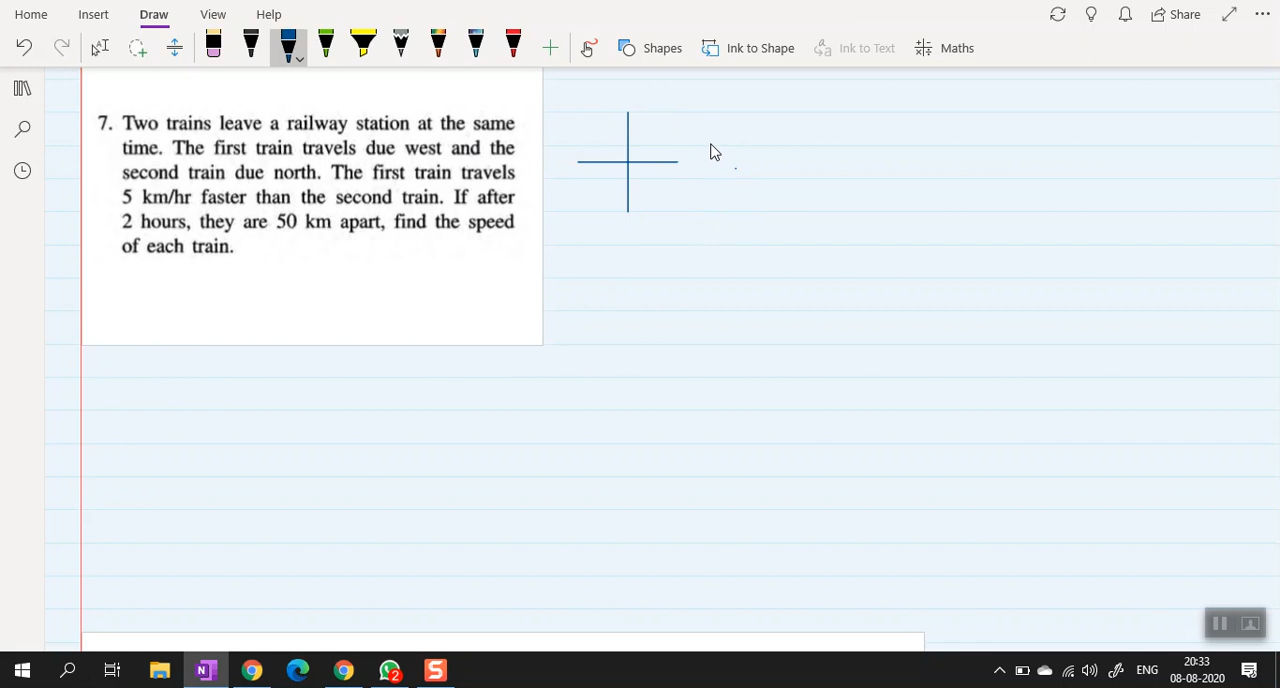 Home Insert Draw View Help Share
Shapes Ink to Shape Ink to Text Maths
7. Two trains leave a railway station at the same
time. The first train travels due west and the
second train due north. The first train travels
5 km/hr faster than the second train. If after
2 hours, they are 50 km apart, find the speed
of each train.
N 2 S ENG 20:33
08-08-2020